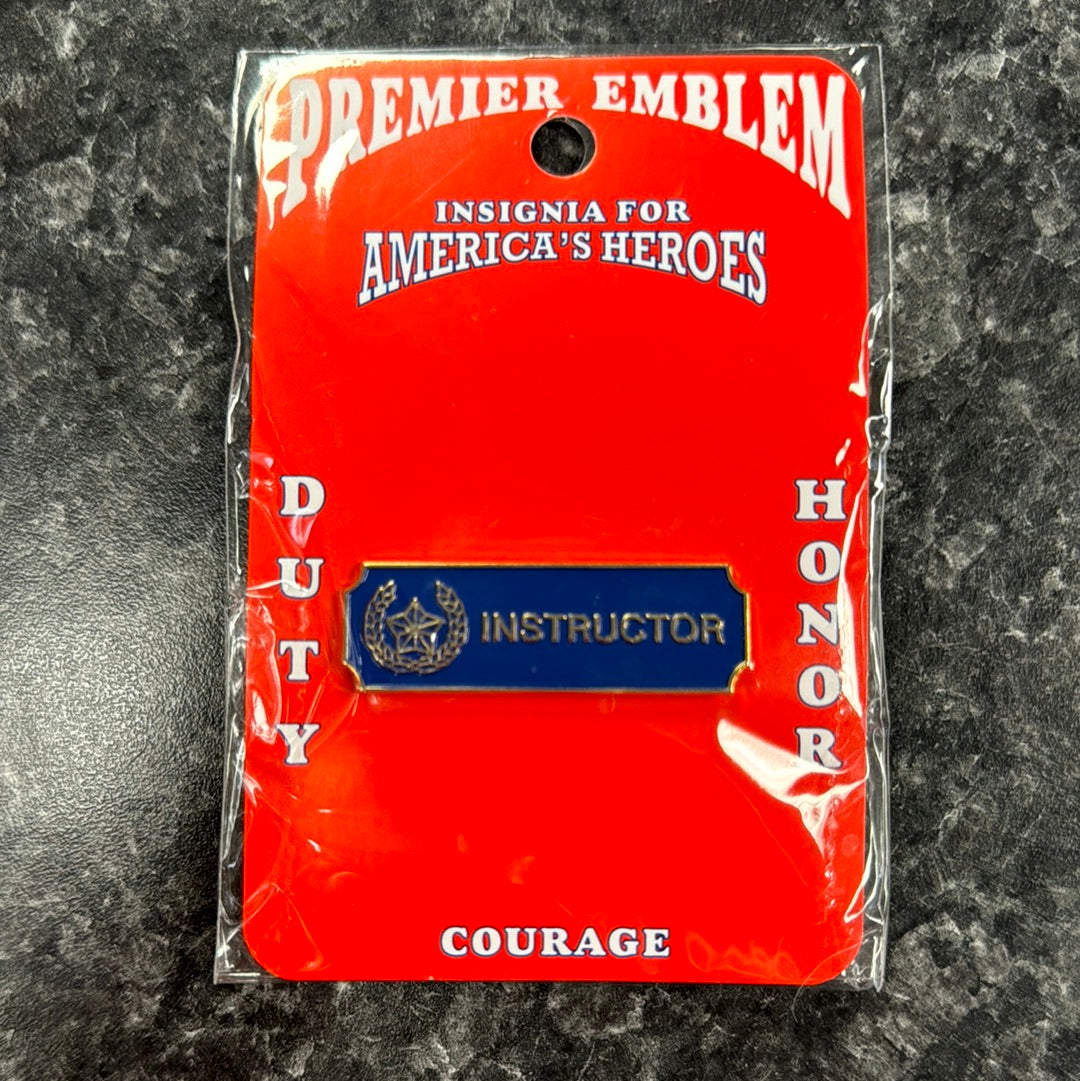 PREMIER EMBLEM
INSIGNIA FOR
AMERICA'S HEROES
DUTY
HONOR
INSTRUCTOR
COURAGE